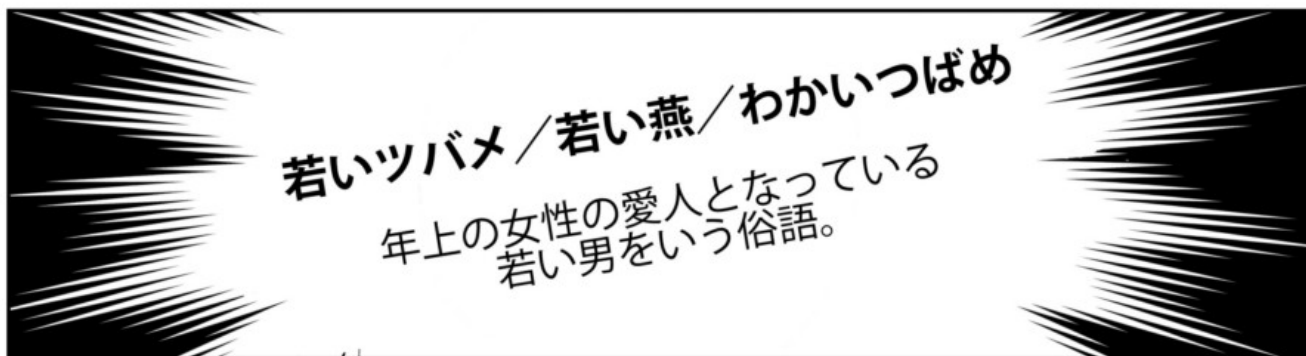 若いツバメ／若い燕／わかいつばめ
年上の女性の愛人となっている
若い男をいう俗語。